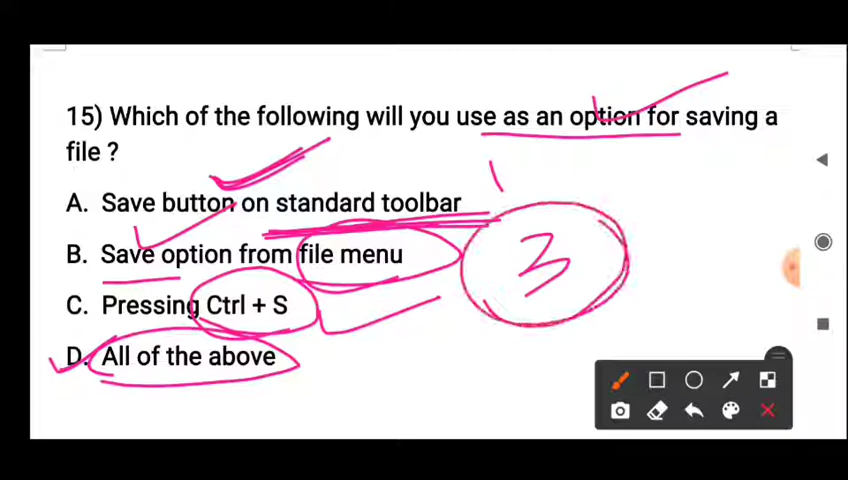 15) Which of the following will you use as an option for saving a
file ?
A. Save button on standard toolbar
B. Save option from file menu
3
C. Pressing Ctrl + S
D. All of the above